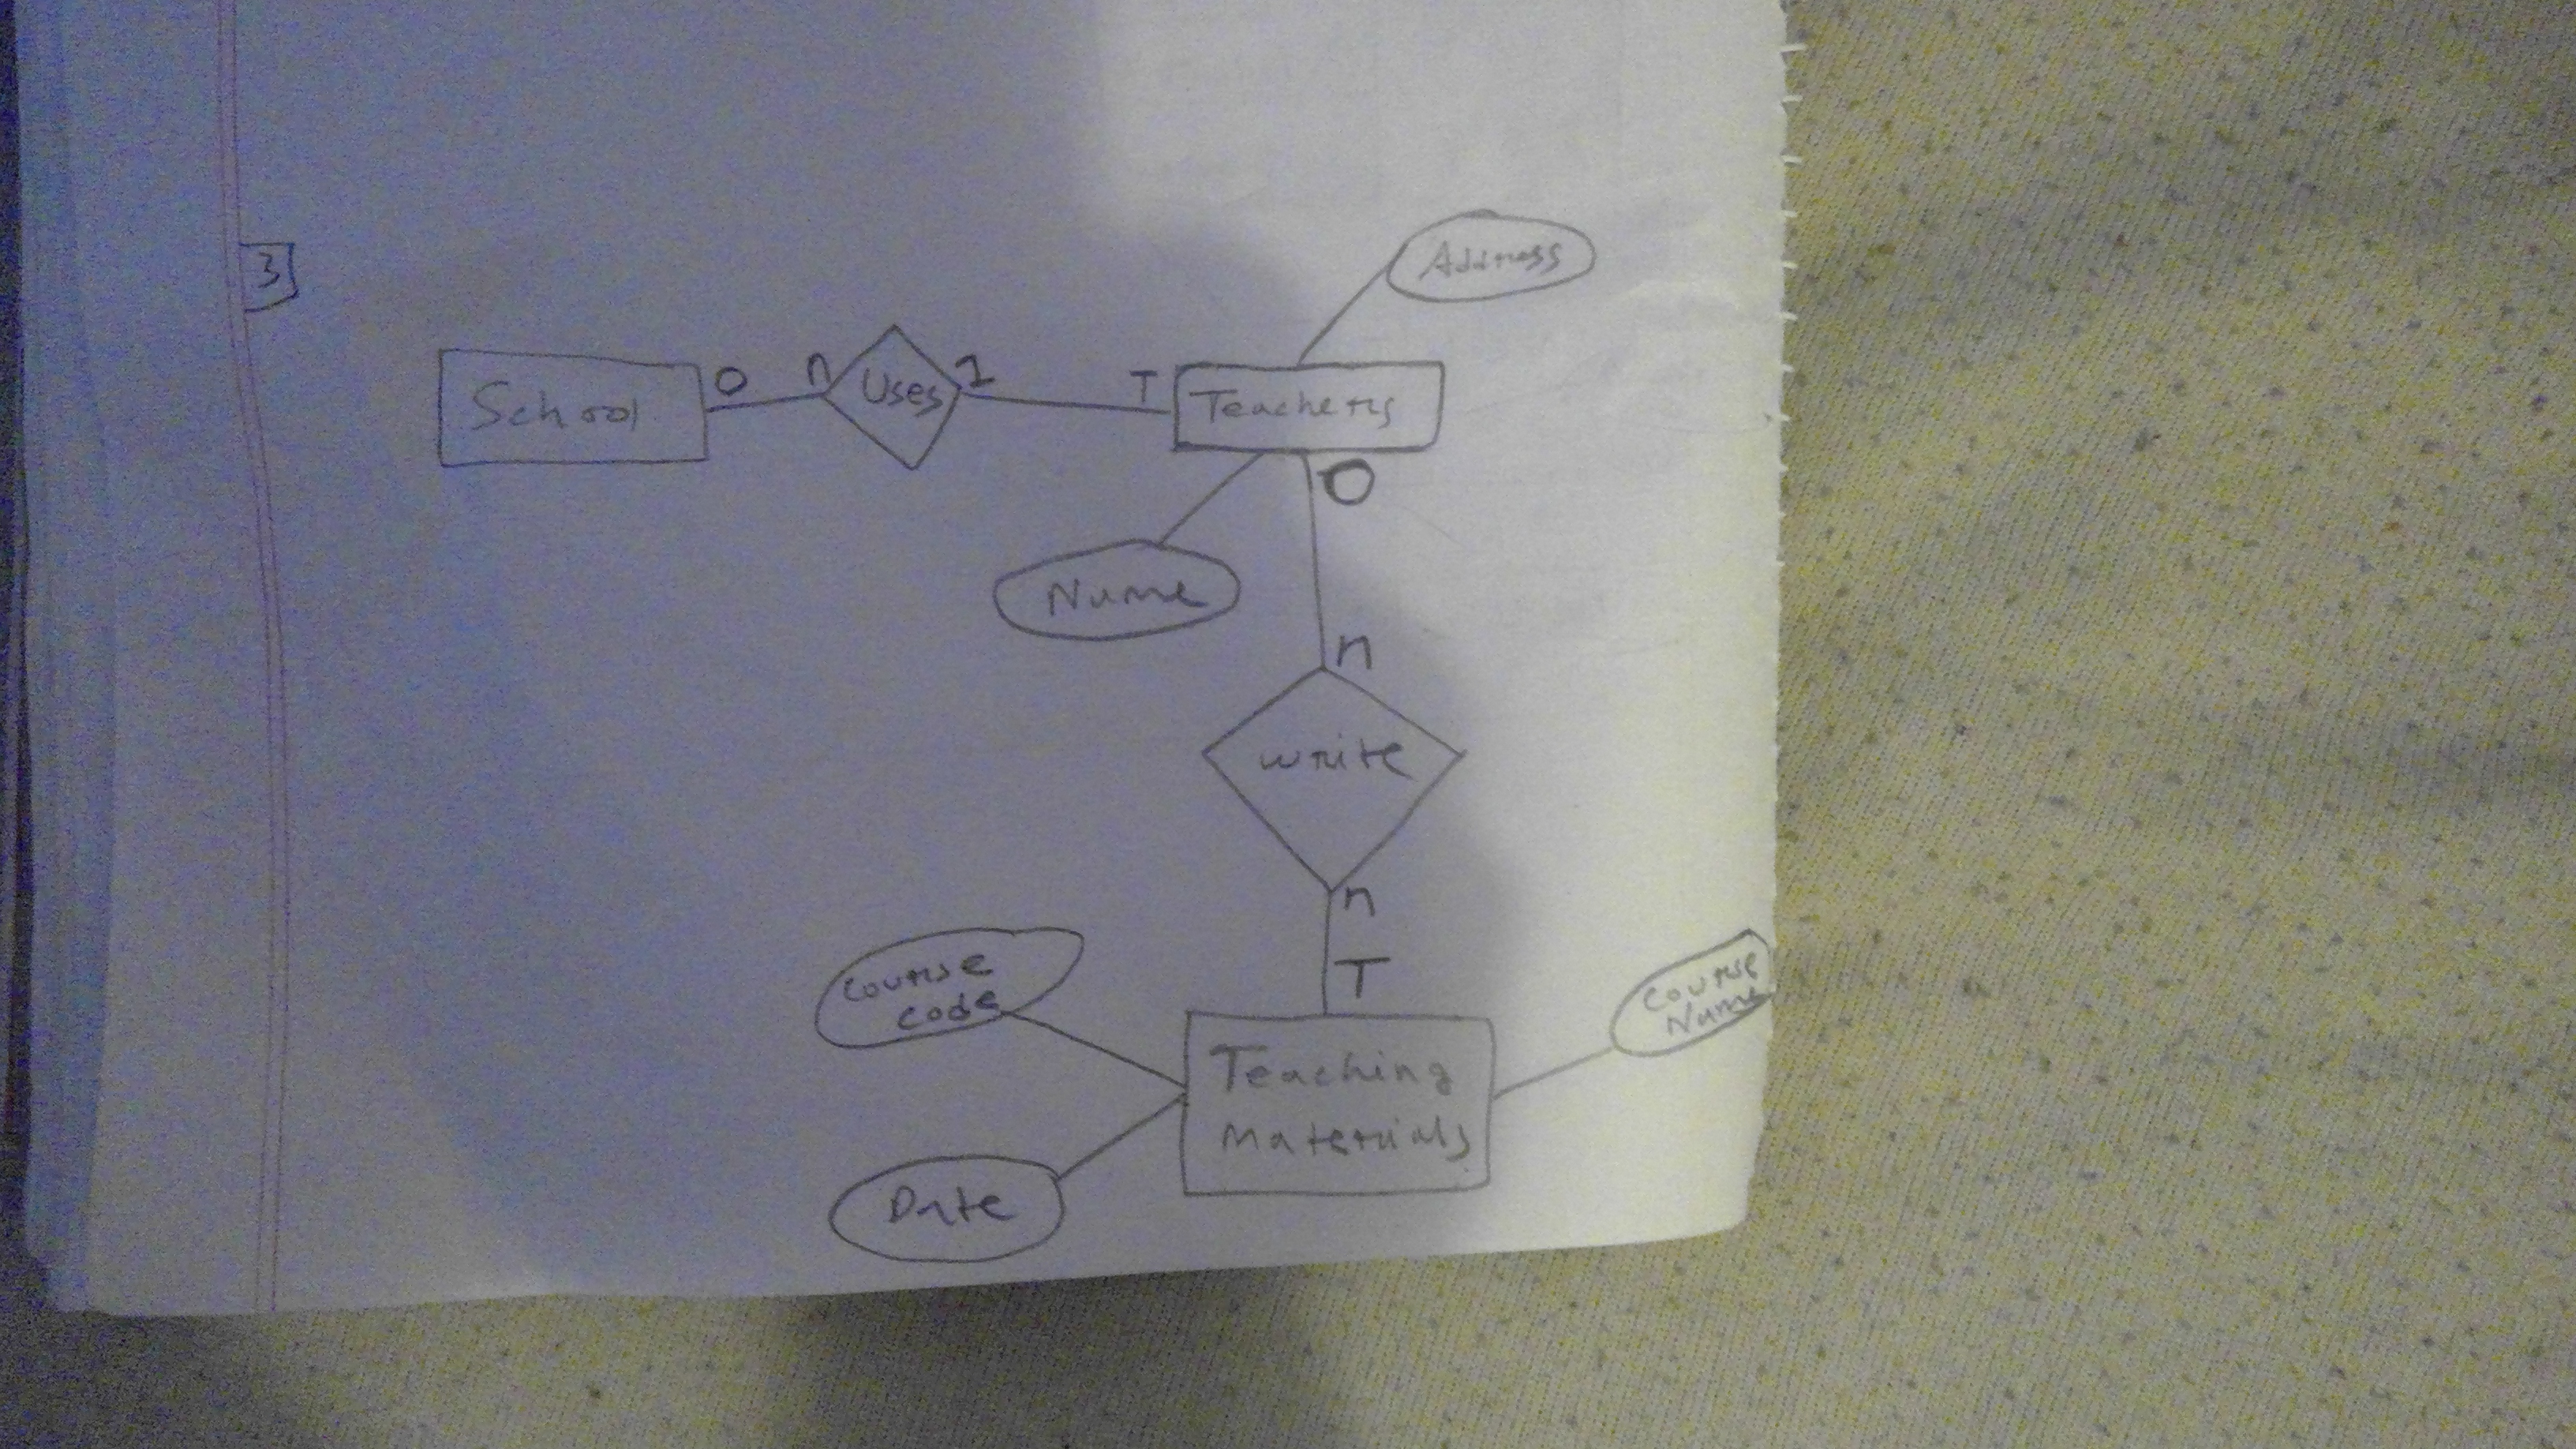 3
Address
School
O
n
Uses
1
T
Teachers
O
Name
n
write
n
T
Course
Code
Course
Name
Teaching
Materials
Date